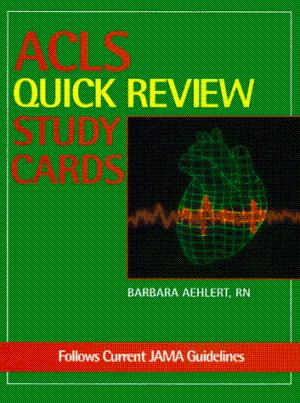 ACLS
QUICK REVIEW
STUDY
CARDS
BARBARA AEHLERT, RN
Follows Current JAMA Guidelines